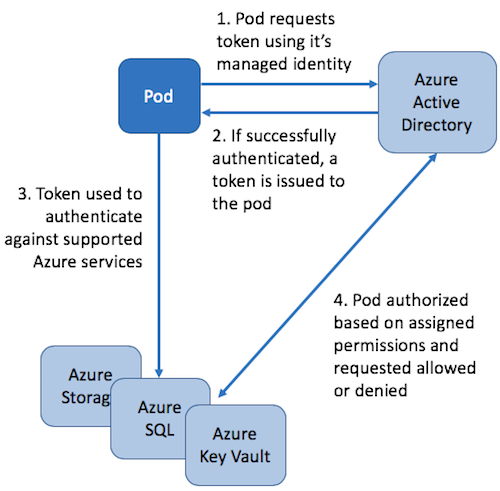 1. Pod requests
token using it's
managed identity
Pod
Azure
Active
Directory
2. If successfully
authenticated, a
token is issued to
the pod
3. Token used to
authenticate
against supported
Azure services
4. Pod authorized
based on assigned
permissions and
requested allowed
or denied
Azure
Storag
Azure
SQL
Azure
Key Vault